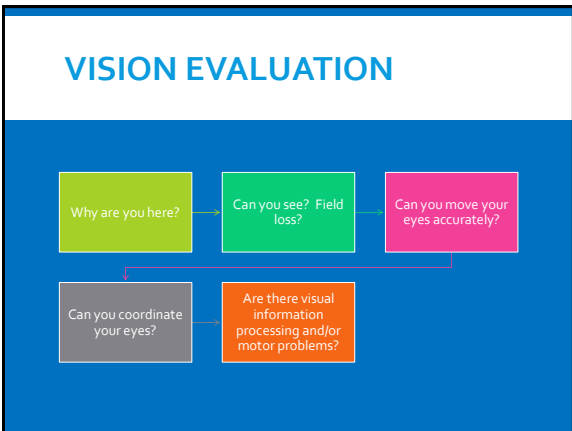 VISION EVALUATION
Why are you here?
Can you see?  Field
loss?
Can you move your
eyes accurately?
Can you coordinate
your eyes?
Are there visual
information
processing and/or
motor problems?